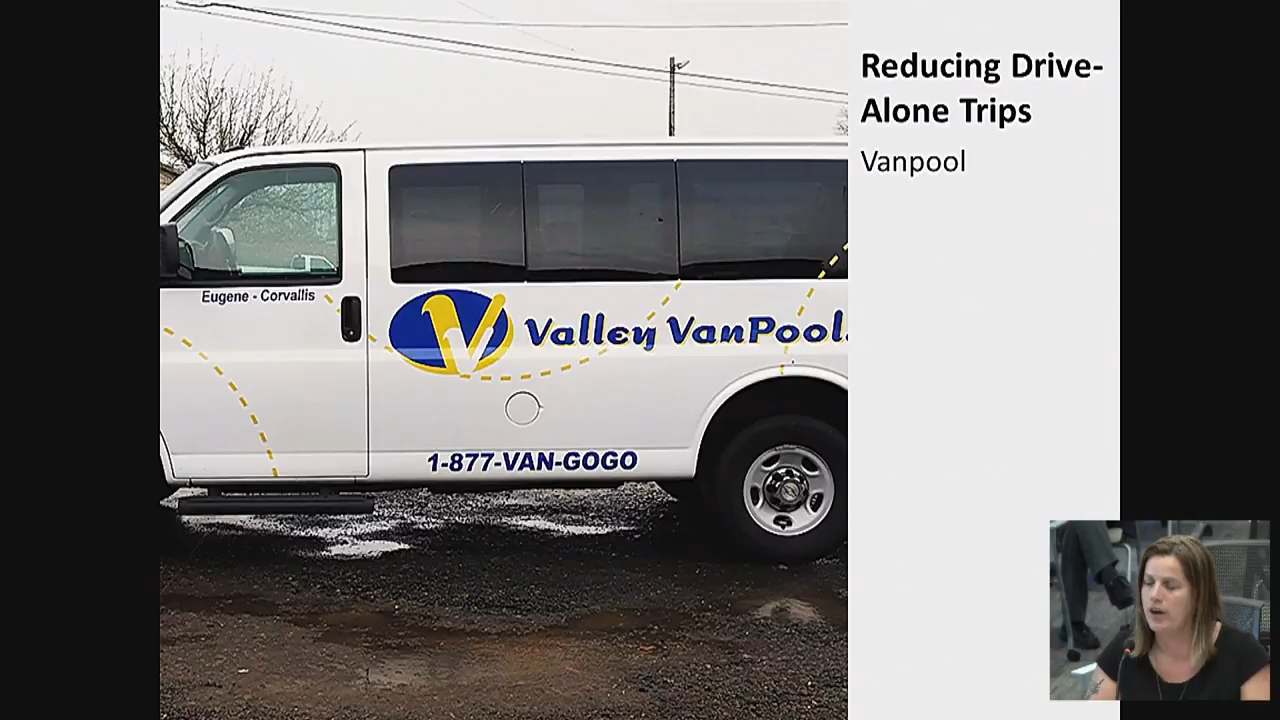 Reducing Drive-
Alone Trips
Vanpool
Eugene - Corvallis
Valley VanPool
1-877-VAN-GOGO